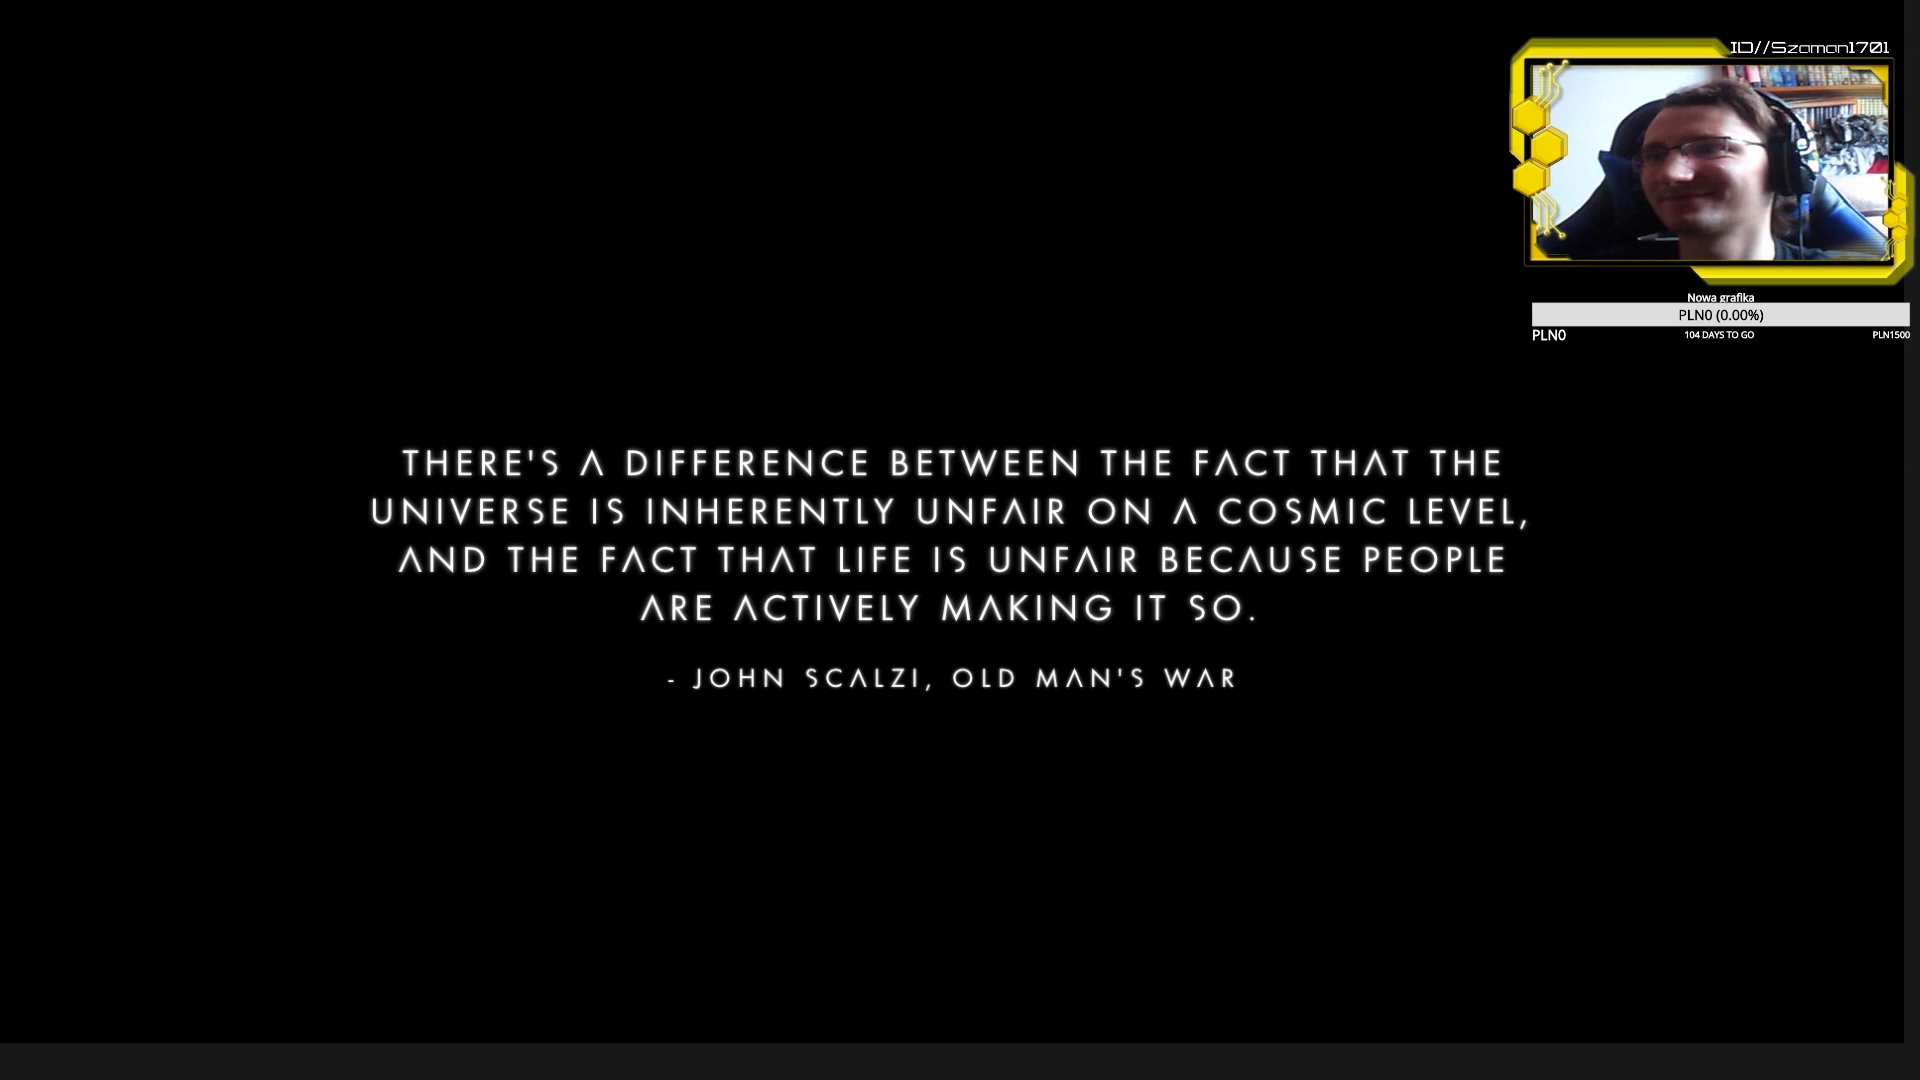 ID//Szaman1701
Nowa grafika
PLN0 (0.00%)
PLN0 104 DAYS TO GO PLN1500
THERE'S A DIFFERENCE BETWEEN THE FACT THAT THE
UNIVERSE IS INHERENTLY UNFAIR ON A COSMIC LEVEL,
AND THE FACT THAT LIFE IS UNFAIR BECAUSE PEOPLE
ARE ACTIVELY MAKING IT SO.
- JOHN SCALZI, OLD MAN'S WAR